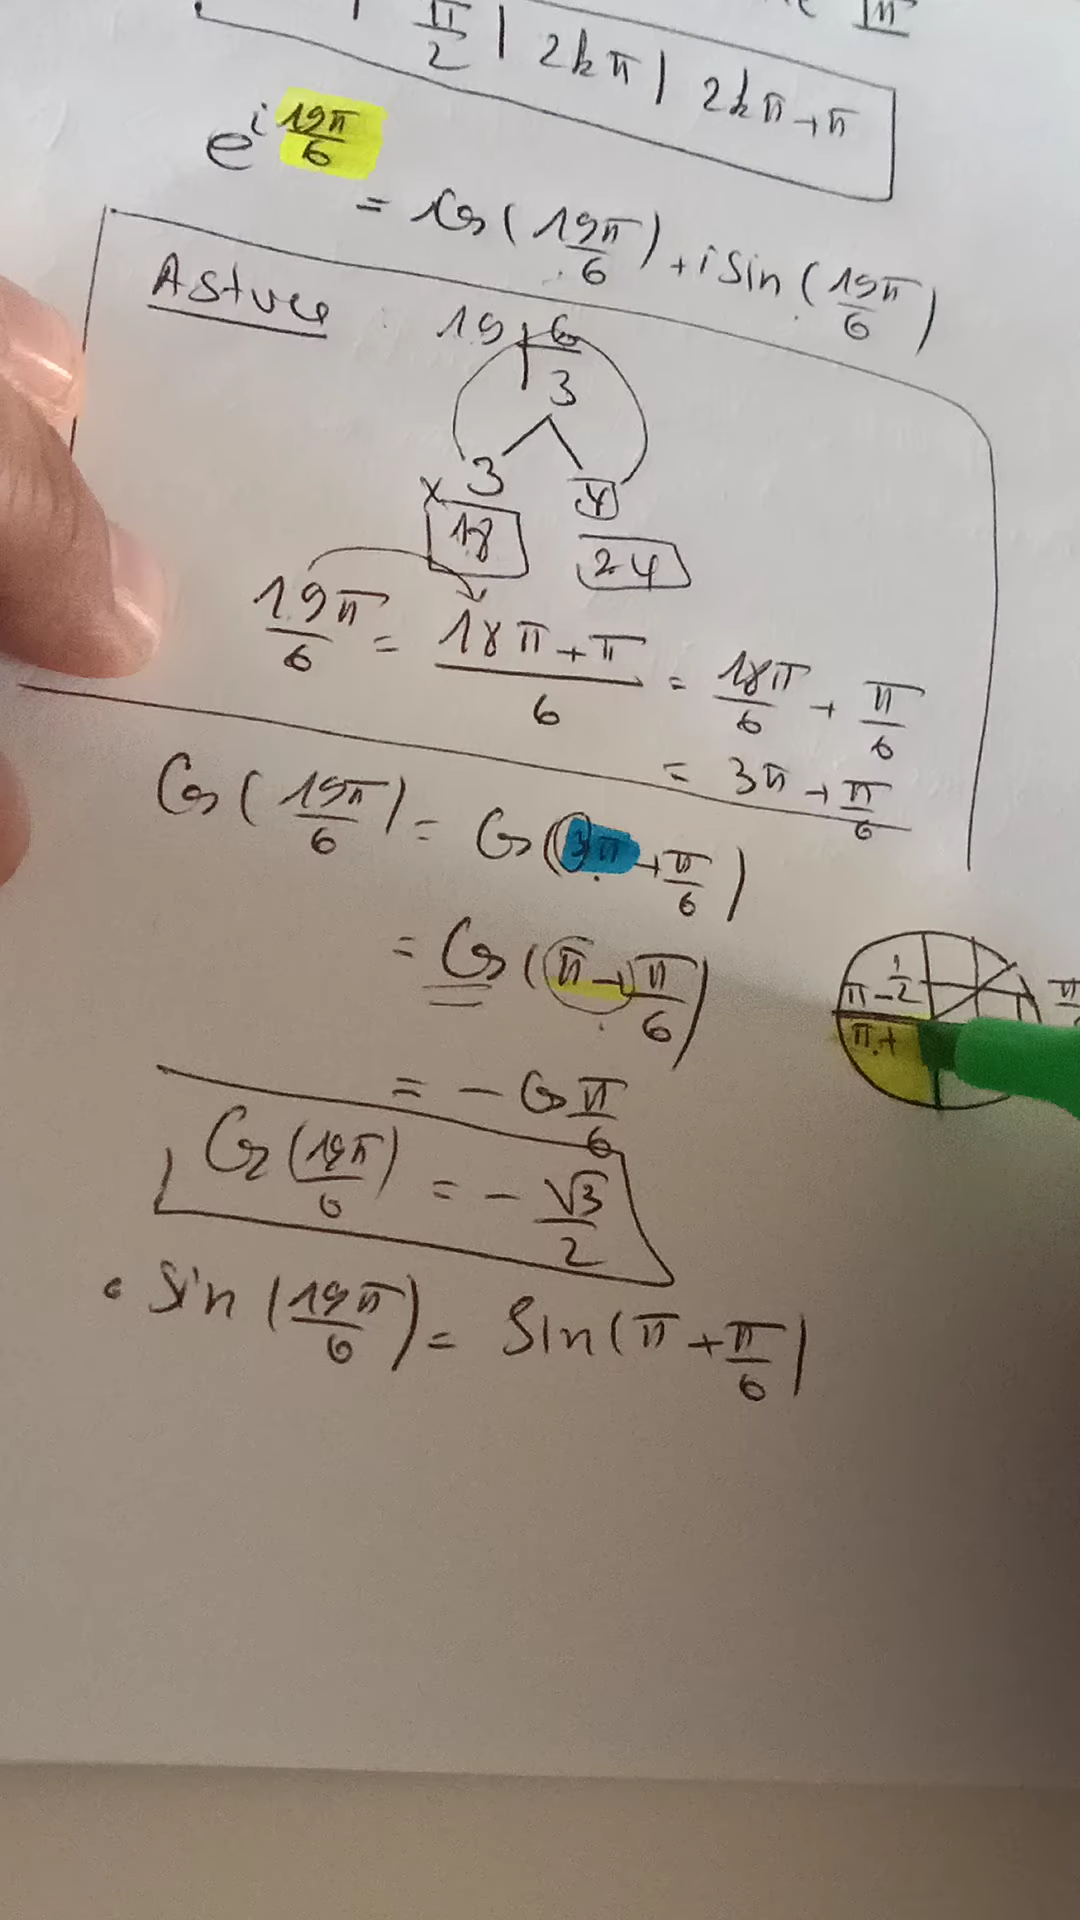 π/2 | 2kπ | 2kπ+π
e^(i 19π/6)
= cos(19π/6) + i sin(19π/6)
Astuce : 19 | 6
3
3 4
× 18 24
19π/6 = (18π+π)/6 = 18π/6 + π/6
= 3π + π/6
Cos(19π/6) = Cos(3π + π/6)
= Cos(π + π/6)
π - 1/2
π +
= - Cos π/6
Cos(19π/6) = - √3/2
• Sin(19π/6) = Sin(π + π/6)